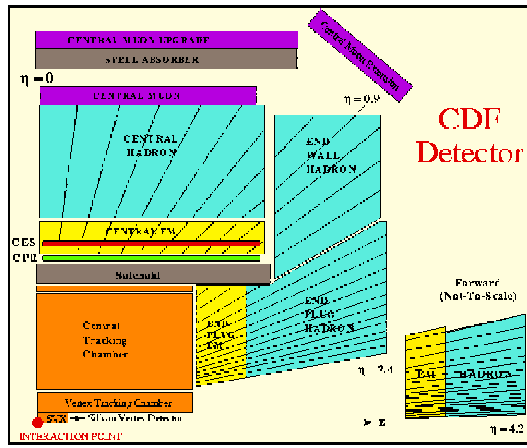 CENTRAL MUON UPGRADE
STEEL ABSORBER
Central Muon Extension
η = 0
CENTRAL MUON
η = 0.9
CDF
Detector
CENTRAL
HADRON
END
WALL
HADRON
CENTRAL EM
CES
CPR
Solenoid
Forward
(Not-To-Scale)
Central
Tracking
Chamber
END
PLUG
EM
END
PLUG
HADRON
η 2.4
EM
HADRON
Vertex Tracking Chamber
SVX Silicon Vertex Detector
Z
η = 4.2
INTERACTION POINT